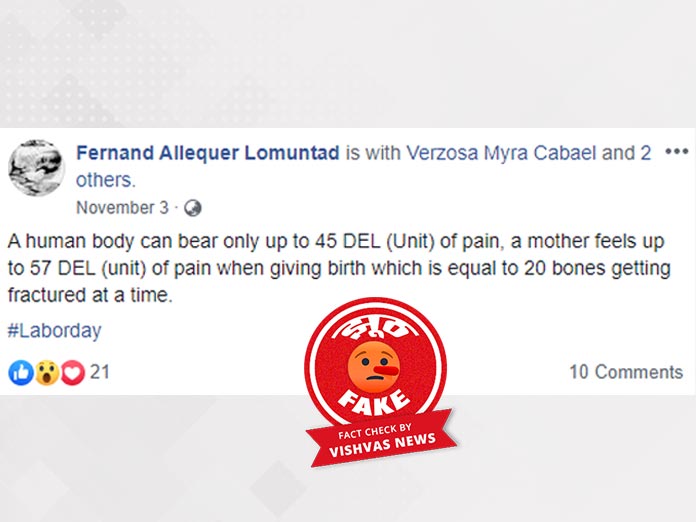 Fernand Allequer Lomuntad is with Verzosa Myra Cabael and 2
others.
November 3 ·
A human body can bear only up to 45 DEL (Unit) of pain, a mother feels up
to 57 DEL (unit) of pain when giving birth which is equal to 20 bones getting
fractured at a time.
#Laborday
21
10 Comments
झूठ
FAKE
FACT CHECK BY
VISHVAS NEWS